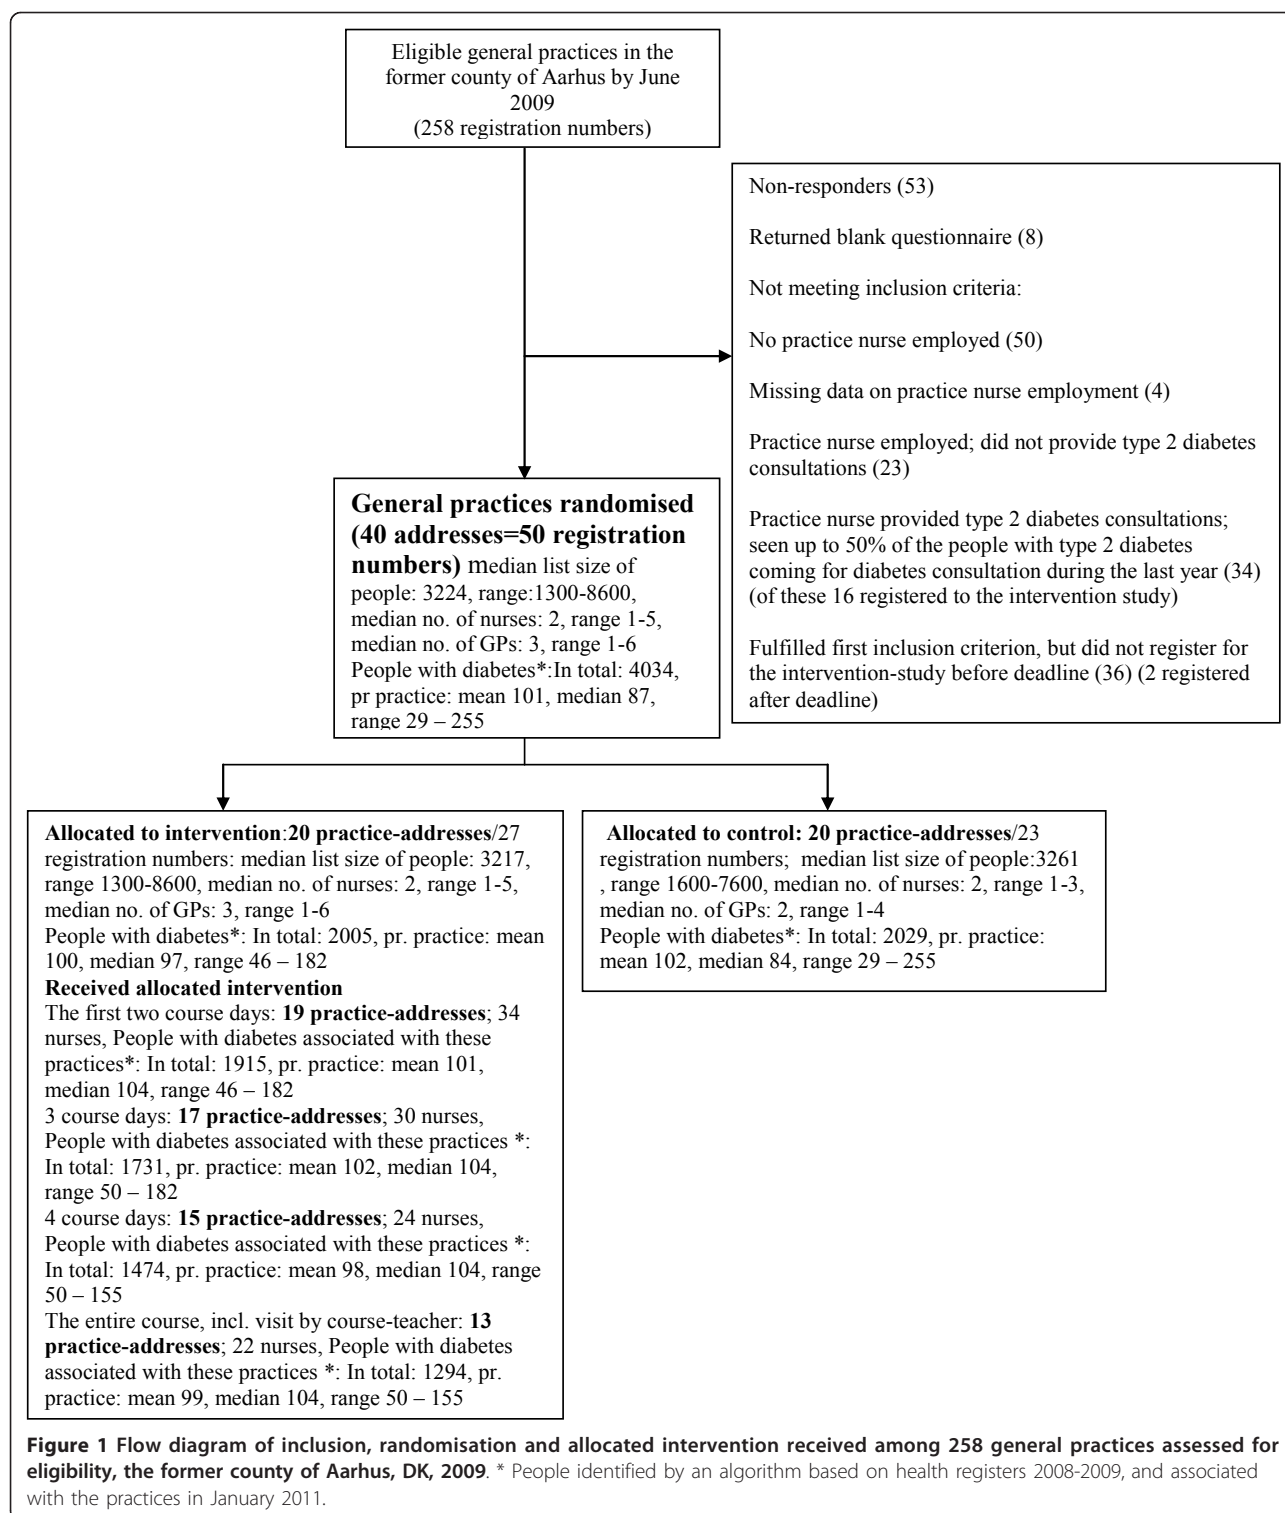 Eligible general practices in the
former county of Aarhus by June
2009
(258 registration numbers)
Non-responders (53)
Returned blank questionnaire (8)
Not meeting inclusion criteria:
No practice nurse employed (50)
Missing data on practice nurse employment (4)
Practice nurse employed; did not provide type 2 diabetes
consultations (23)
Practice nurse provided type 2 diabetes consultations;
seen up to 50% of the people with type 2 diabetes
coming for diabetes consultation during the last year (34)
(of these 16 registered to the intervention study)
Fulfilled first inclusion criterion, but did not register for
the intervention-study before deadline (36) (2 registered
after deadline)
General practices randomised
(40 addresses=50 registration
numbers) median list size of
people: 3224, range:1300-8600,
median no. of nurses: 2, range 1-5,
median no. of GPs: 3, range 1-6
People with diabetes*:In total: 4034,
pr practice: mean 101, median 87,
range 29 – 255
Allocated to intervention:20 practice-addresses/27
registration numbers: median list size of people: 3217,
range 1300-8600, median no. of nurses: 2, range 1-5,
median no. of GPs: 3, range 1-6
People with diabetes*: In total: 2005, pr. practice: mean
100, median 97, range 46 – 182
Received allocated intervention
The first two course days: 19 practice-addresses; 34
nurses, People with diabetes associated with these
practices*: In total: 1915, pr. practice: mean 101,
median 104, range 46 – 182
3 course days: 17 practice-addresses; 30 nurses,
People with diabetes associated with these practices *:
In total: 1731, pr. practice: mean 102, median 104,
range 50 – 182
4 course days: 15 practice-addresses; 24 nurses,
People with diabetes associated with these practices *:
In total: 1474, pr. practice: mean 98, median 104, range
50 – 155
The entire course, incl. visit by course-teacher: 13
practice-addresses; 22 nurses, People with diabetes
associated with these practices *: In total: 1294, pr.
practice: mean 99, median 104, range 50 – 155
Allocated to control: 20 practice-addresses/23
registration numbers; median list size of people:3261
, range 1600-7600, median no. of nurses: 2, range 1-3,
median no. of GPs: 2, range 1-4
People with diabetes*: In total: 2029, pr. practice:
mean 102, median 84, range 29 – 255
Figure 1 Flow diagram of inclusion, randomisation and allocated intervention received among 258 general practices assessed for
eligibility, the former county of Aarhus, DK, 2009. * People identified by an algorithm based on health registers 2008-2009, and associated
with the practices in January 2011.